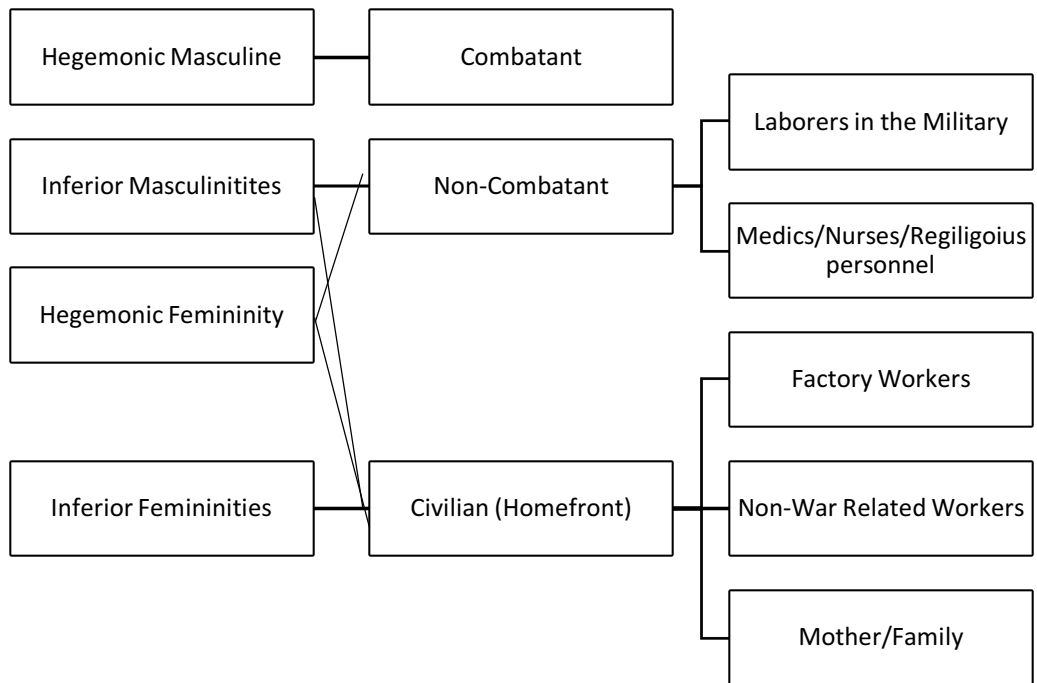 Hegemonic Masculine
Combatant
Laborers in the Military
Inferior Masculinitites
Non-Combatant
Medics/Nurses/Regiligoius
personnel
Hegemonic Femininity
Factory Workers
Inferior Femininities
Civilian (Homefront)
Non-War Related Workers
Mother/Family